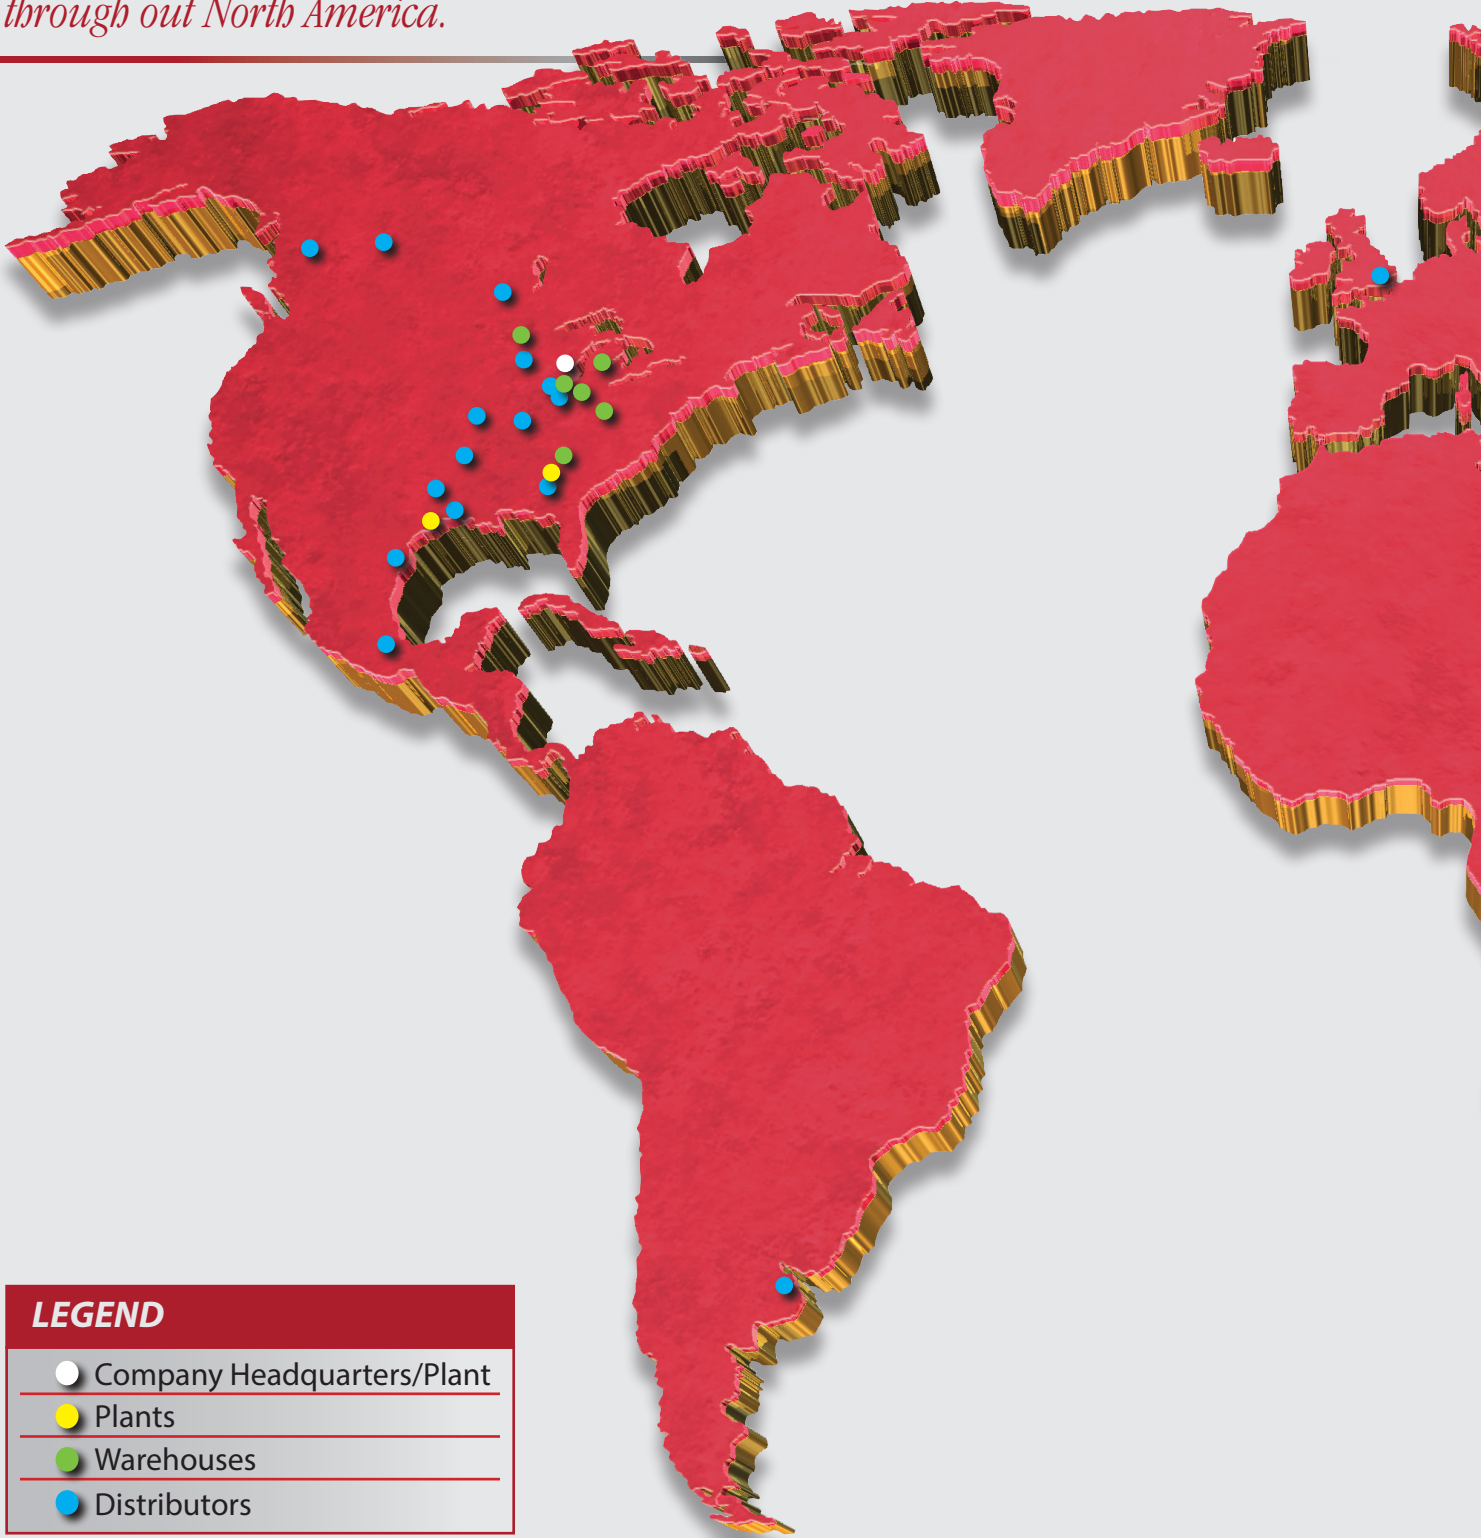 through out North America.
LEGEND
Company Headquarters/Plant
Plants
Warehouses
Distributors